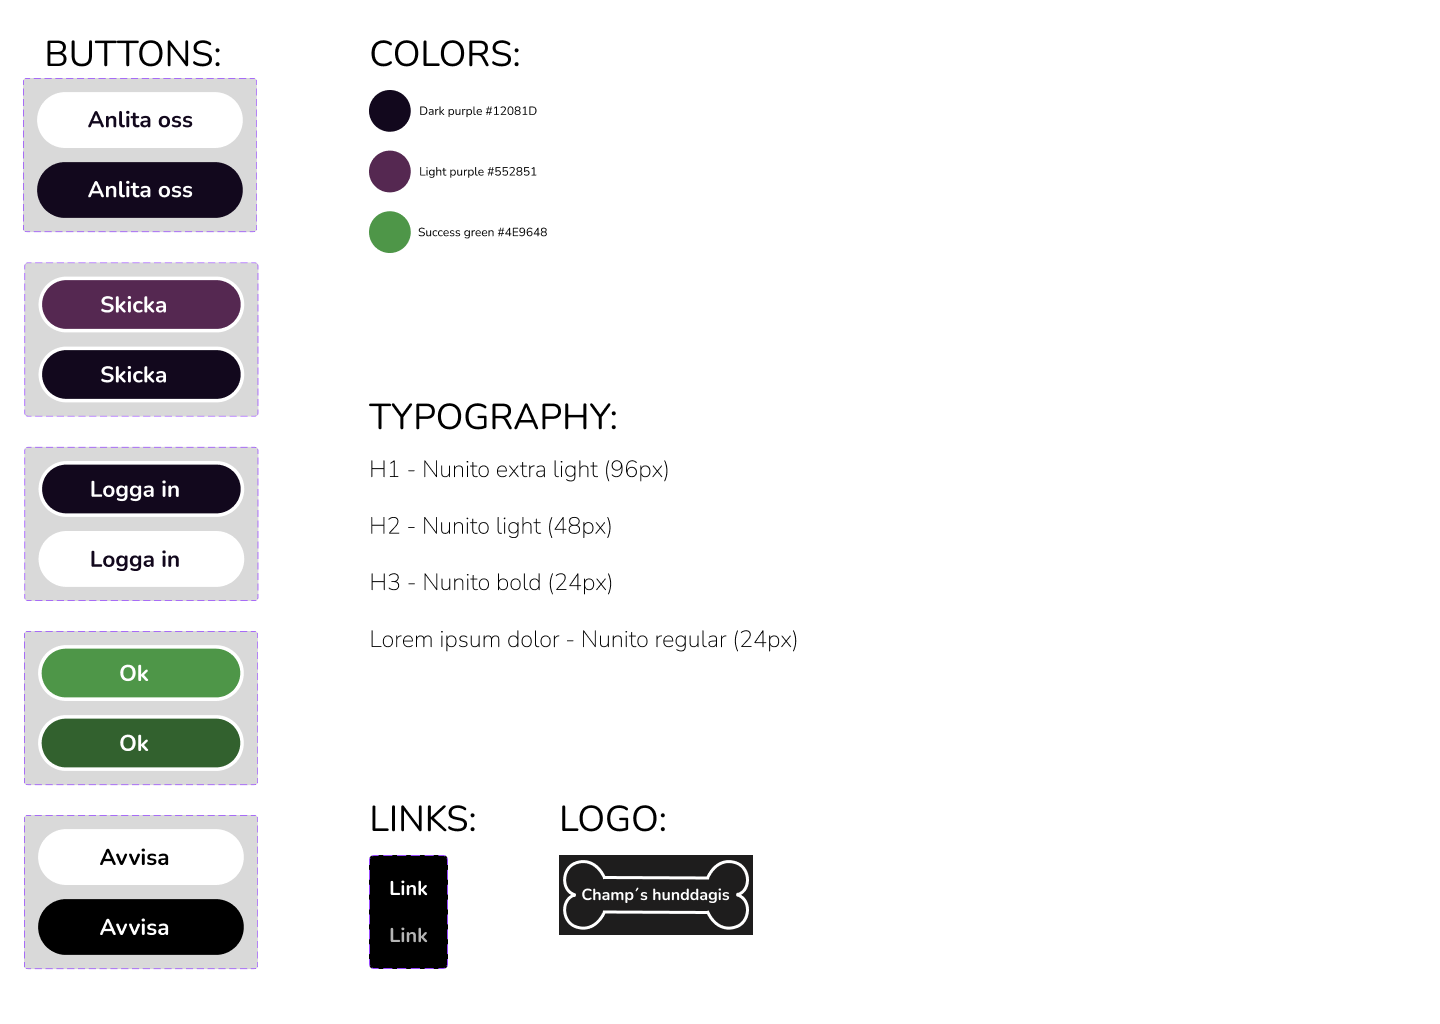 BUTTONS:
Anlita oss
Anlita oss
Skicka
Skicka
Logga in
Logga in
Ok
Ok
Avvisa
Avvisa
COLORS:
Dark purple #12081D
Light purple #552851
Success green #4E9648
TYPOGRAPHY:
H1 - Nunito extra light (96px)
H2 - Nunito light (48px)
H3 - Nunito bold (24px)
Lorem ipsum dolor - Nunito regular (24px)
LINKS:
Link
Link
LOGO:
Champ´s hunddagis